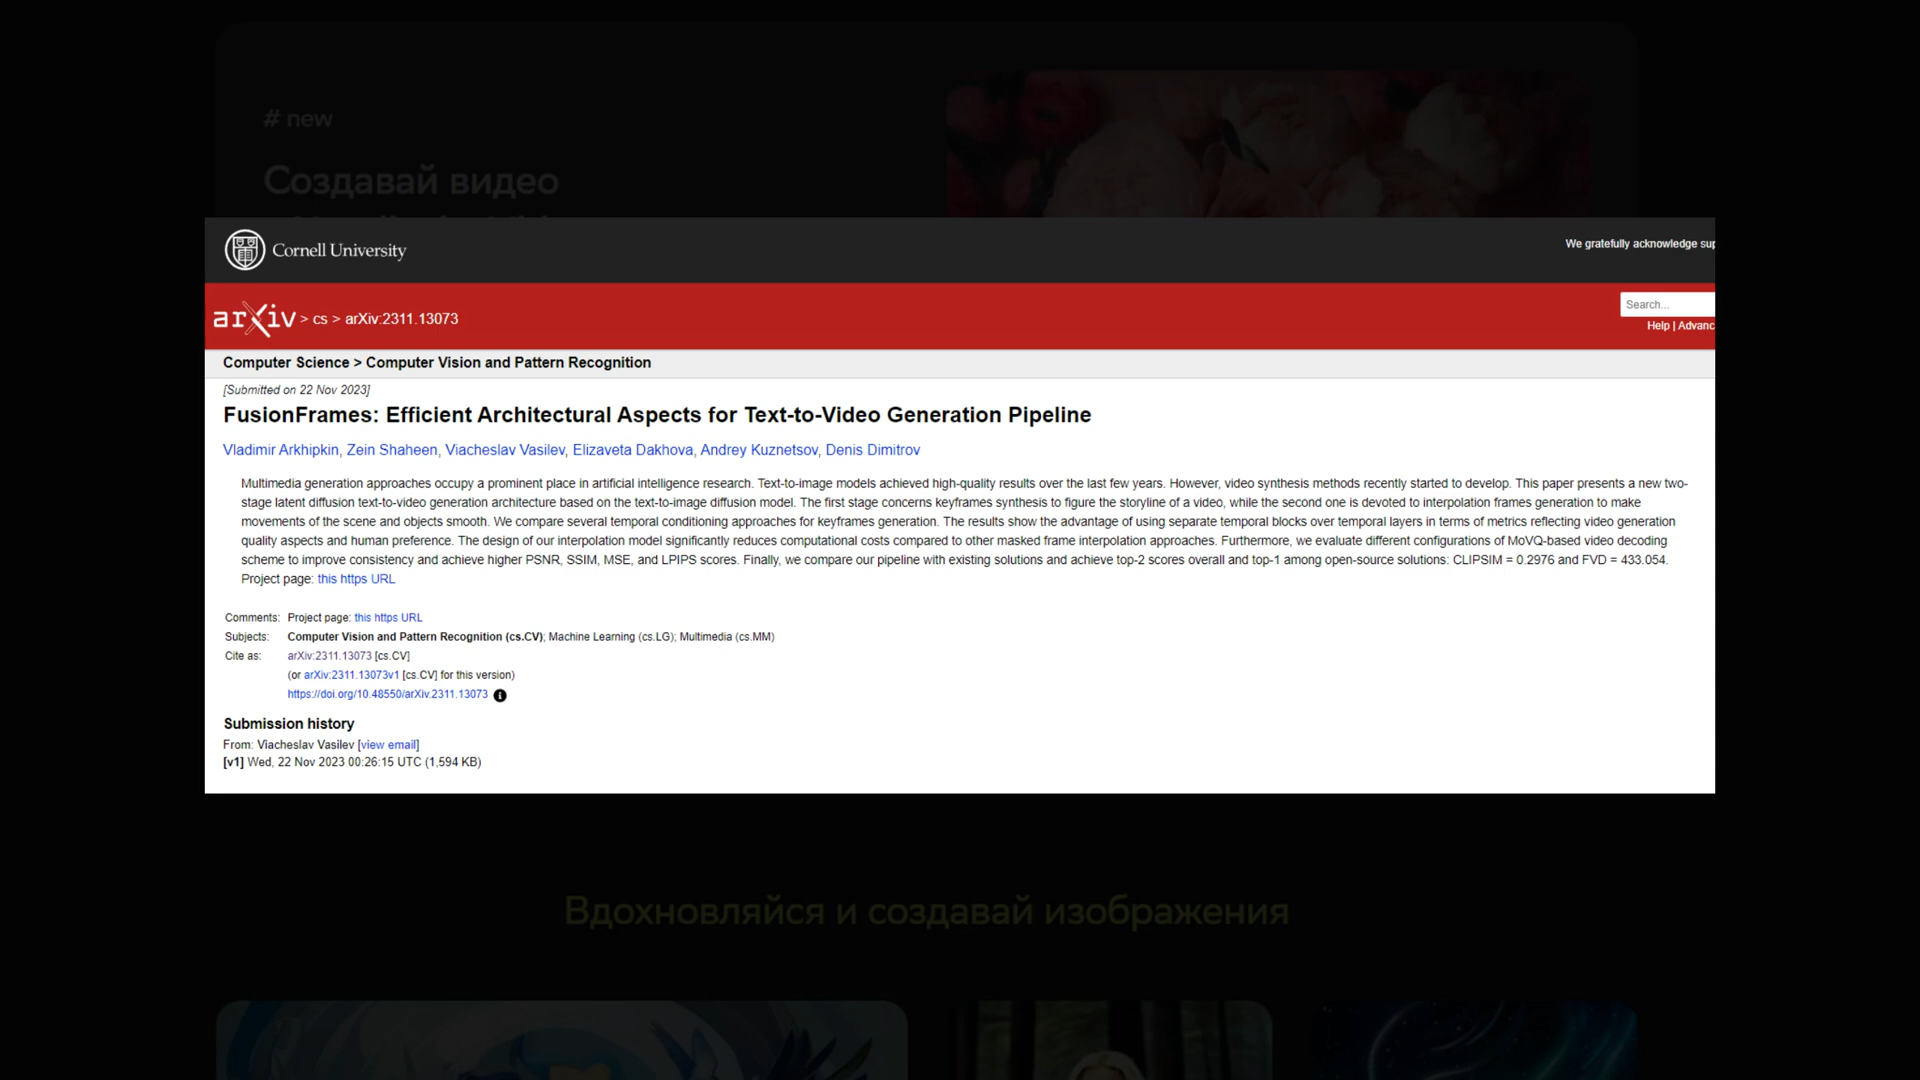 # new
Создавай видео
Cornell University
We gratefully acknowledge sup
arXiv > cs > arXiv:2311.13073
Search...
Help | Advanc
Computer Science > Computer Vision and Pattern Recognition
[Submitted on 22 Nov 2023]
FusionFrames: Efficient Architectural Aspects for Text-to-Video Generation Pipeline
Vladimir Arkhipkin, Zein Shaheen, Viacheslav Vasilev, Elizaveta Dakhova, Andrey Kuznetsov, Denis Dimitrov
Multimedia generation approaches occupy a prominent place in artificial intelligence research. Text-to-image models achieved high-quality results over the last few years. However, video synthesis methods recently started to develop. This paper presents a new two-
stage latent diffusion text-to-video generation architecture based on the text-to-image diffusion model. The first stage concerns keyframes synthesis to figure the storyline of a video, while the second one is devoted to interpolation frames generation to make
movements of the scene and objects smooth. We compare several temporal conditioning approaches for keyframes generation. The results show the advantage of using separate temporal blocks over temporal layers in terms of metrics reflecting video generation
quality aspects and human preference. The design of our interpolation model significantly reduces computational costs compared to other masked frame interpolation approaches. Furthermore, we evaluate different configurations of MoVQ-based video decoding
scheme to improve consistency and achieve higher PSNR, SSIM, MSE, and LPIPS scores. Finally, we compare our pipeline with existing solutions and achieve top-2 scores overall and top-1 among open-source solutions: CLIPSIM = 0.2976 and FVD = 433.054.
Project page: this https URL
Comments: Project page: this https URL
Subjects: Computer Vision and Pattern Recognition (cs.CV); Machine Learning (cs.LG); Multimedia (cs.MM)
Cite as: arXiv:2311.13073 [cs.CV]
(or arXiv:2311.13073v1 [cs.CV] for this version)
https://doi.org/10.48550/arXiv.2311.13073
Submission history
From: Viacheslav Vasilev [view email]
[v1] Wed, 22 Nov 2023 00:26:15 UTC (1,594 KB)
Вдохновляйся и создавай изображения